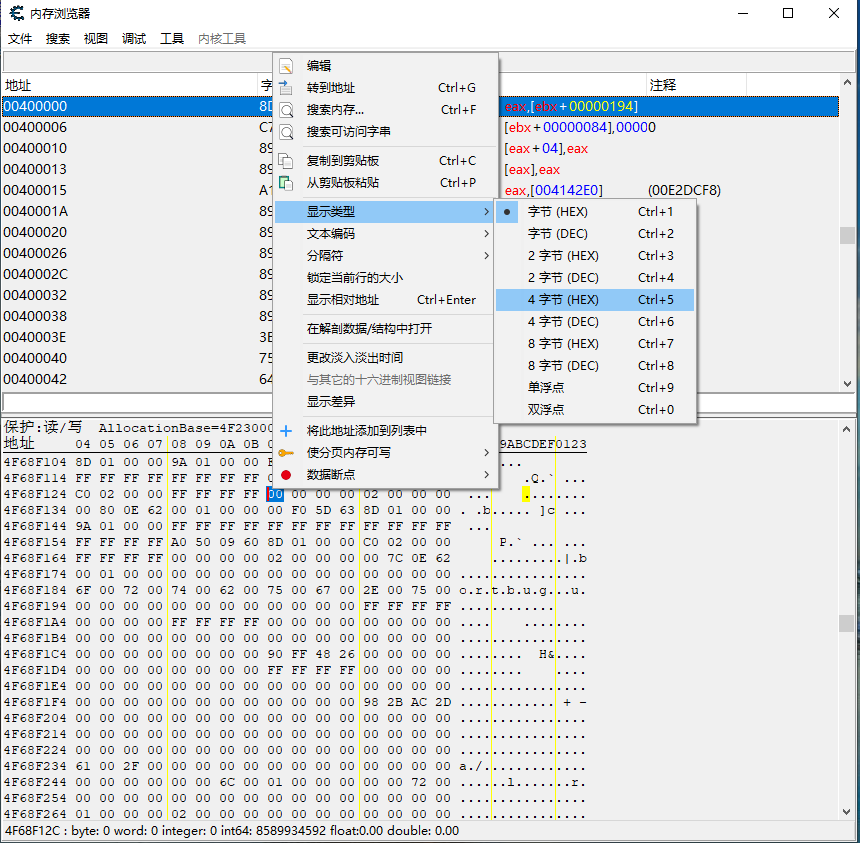 内存浏览器
文件 搜索 视图 调试 工具 内核工具
地址 注释
00400000 8D eax,[ebx+00000194]
00400006 C7 [ebx+00000084],00000
00400010 89 [eax+04],eax
00400013 89 [eax],eax
00400015 A1 eax,[004142E0] (00E2DCF8)
0040001A 89
00400020 89
00400026 89
0040002C 89
00400032 89
00400038 89
0040003E 3B
00400040 75
00400042 64
编辑
转到地址 Ctrl+G
搜索内存... Ctrl+F
搜索可访问字串
复制到剪贴板 Ctrl+C
从剪贴板粘贴 Ctrl+P
显示类型
文本编码
分隔符
锁定当前行的大小
显示相对地址 Ctrl+Enter
在解剖数据/结构中打开
更改淡入淡出时间
与其它的十六进制视图链接
显示差异
将此地址添加到列表中
使分页内存可写
数据断点
字节 (HEX) Ctrl+1
字节 (DEC) Ctrl+2
2 字节 (HEX) Ctrl+3
2 字节 (DEC) Ctrl+4
4 字节 (HEX) Ctrl+5
4 字节 (DEC) Ctrl+6
8 字节 (HEX) Ctrl+7
8 字节 (DEC) Ctrl+8
单浮点 Ctrl+9
双浮点 Ctrl+0
保护:读/写 AllocationBase=4F23000
地址 04 05 06 07 08 09 0A 0B 9ABCDEF0123
4F68F104 8D 01 00 00 9A 01 00 00 ...
4F68F114 FF FF FF FF FF FF FF FF .Q.` ...
4F68F124 C0 02 00 00 FF FF FF FF 00 00 00 00 02 00 00 00 ... ........
4F68F134 00 80 0E 62 00 01 00 00 00 F0 5D 63 8D 01 00 00 . .b..... ]c ...
4F68F144 9A 01 00 00 FF FF FF FF FF FF FF FF FF FF FF FF ...
4F68F154 FF FF FF FF A0 50 09 60 8D 01 00 00 C0 02 00 00 P.` ... ...
4F68F164 FF FF FF FF 00 00 00 00 02 00 00 00 00 7C 0E 62 .........|.b
4F68F174 00 01 00 00 00 00 00 00 00 00 00 00 00 00 00 00 ................
4F68F184 6F 00 72 00 74 00 62 00 75 00 67 00 2E 00 75 00 o.r.t.b.u.g...u.
4F68F194 00 00 00 00 00 00 00 00 00 00 00 00 FF FF FF FF ............
4F68F1A4 00 00 00 00 FF FF FF FF 00 00 00 00 00 00 00 00 .... ........
4F68F1B4 00 00 00 00 00 00 00 00 00 00 00 00 00 00 00 00 ................
4F68F1C4 00 00 00 00 00 00 00 00 90 FF 48 26 00 00 00 00 ........ H&....
4F68F1D4 00 00 00 00 00 00 00 00 FF FF FF FF 00 00 00 00 ........ ....
4F68F1E4 00 00 00 00 00 00 00 00 00 00 00 00 00 00 00 00 ................
4F68F1F4 00 00 00 00 00 00 00 00 00 00 00 00 98 2B AC 2D ............ + -
4F68F204 00 00 00 00 00 00 00 00 00 00 00 00 00 00 00 00 ................
4F68F214 00 00 00 00 00 00 00 00 00 00 00 00 00 00 00 00 ................
4F68F224 00 00 00 00 00 00 00 00 00 00 00 00 00 00 00 00 ................
4F68F234 61 00 2F 00 00 00 00 00 00 00 00 00 00 00 00 00 a./.............
4F68F244 00 00 00 00 00 00 6C 00 01 00 00 00 00 00 72 00 ......l.......r.
4F68F254 00 00 00 00 00 00 00 00 00 00 00 00 00 00 00 00 ................
4F68F264 01 00 00 00 02 00 00 00 00 00 00 00 00 00 00 00 ................
4F68F12C : byte: 0 word: 0 integer: 0 int64: 8589934592 float:0.00 double: 0.00